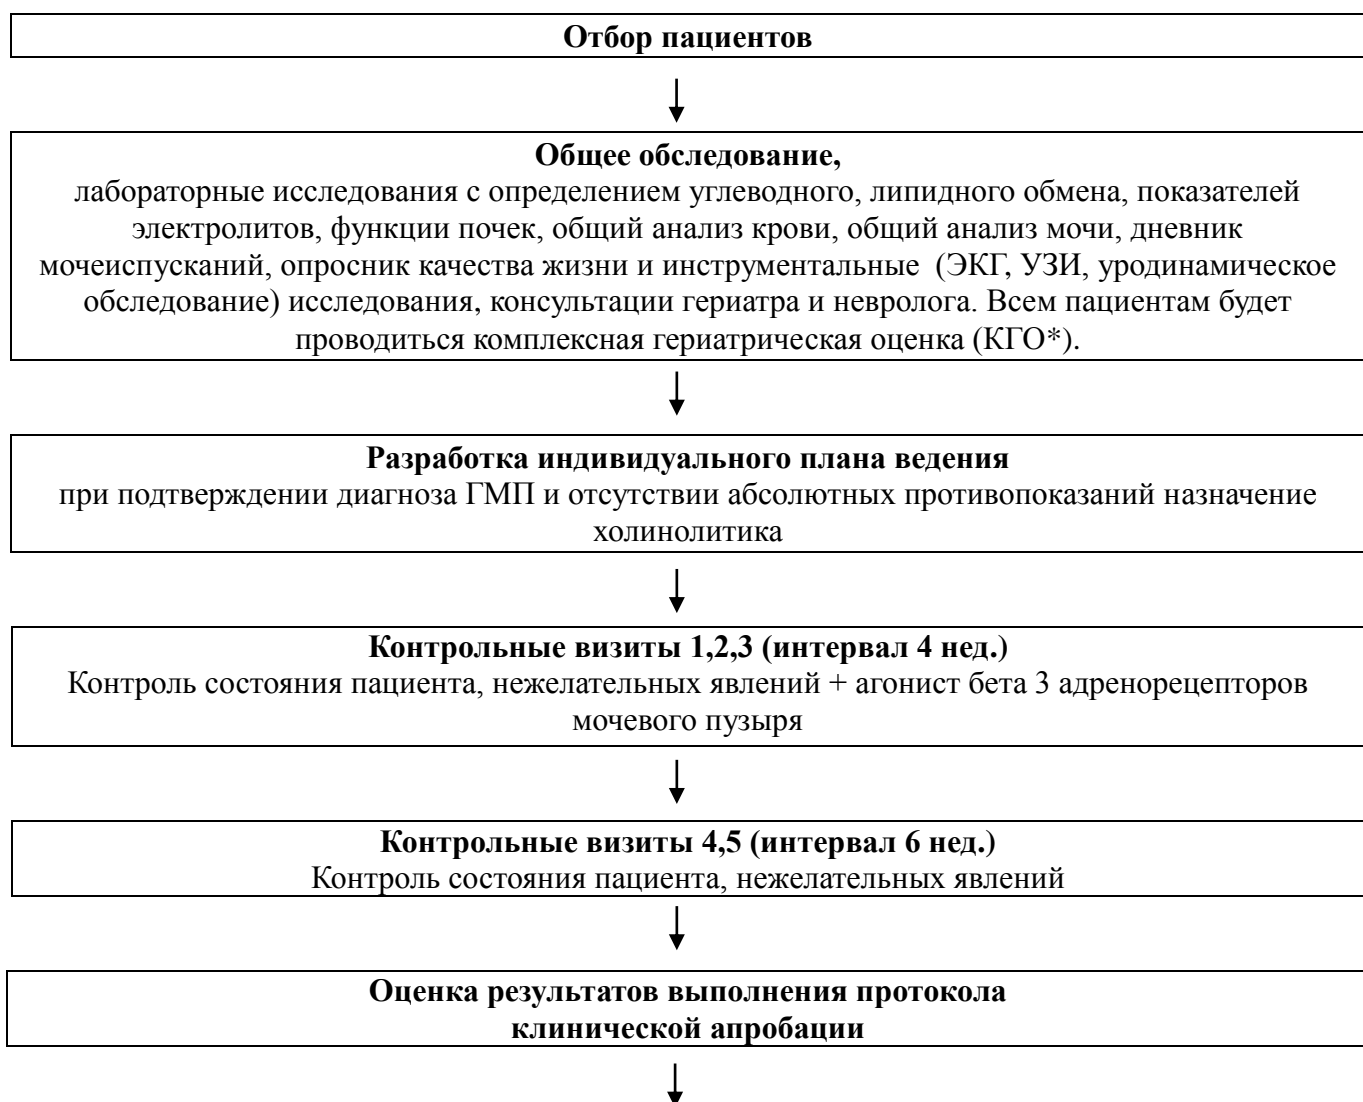 Отбор пациентов
Общее обследование,
лабораторные исследования с определением углеводного, липидного обмена, показателей
электролитов, функции почек, общий анализ крови, общий анализ мочи, дневник
мочеиспусканий, опросник качества жизни и инструментальные (ЭКГ, УЗИ, уродинамическое
обследование) исследования, консультации гериатра и невролога. Всем пациентам будет
проводиться комплексная гериатрическая оценка (КГО*).
Разработка индивидуального плана ведения
при подтверждении диагноза ГМП и отсутствии абсолютных противопоказаний назначение
холинолитика
Контрольные визиты 1,2,3 (интервал 4 нед.)
Контроль состояния пациента, нежелательных явлений + агонист бета 3 адренорецепторов
мочевого пузыря
Контрольные визиты 4,5 (интервал 6 нед.)
Контроль состояния пациента, нежелательных явлений
Оценка результатов выполнения протокола
клинической апробации